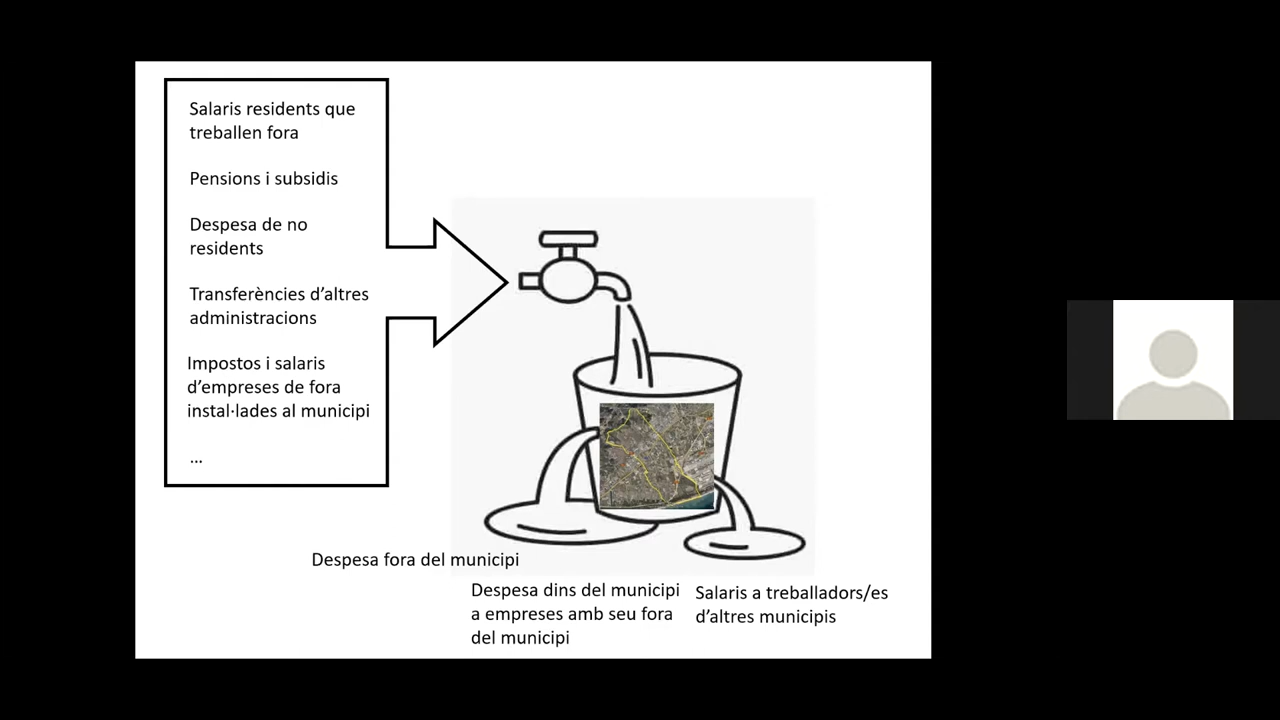 Salaris residents que
treballen fora
Pensions i subsidis
Despesa de no
residents
Transferències d'altres
administracions
Impostos i salaris
d'empreses de fora
instal·lades al municipi
...
Despesa fora del municipi
Despesa dins del municipi
a empreses amb seu fora
del municipi
Salaris a treballadors/es
d'altres municipis